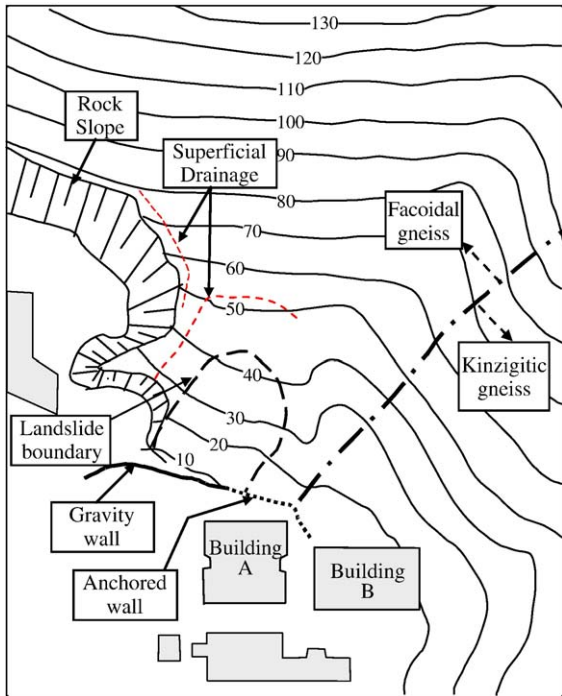 130
120
110
Rock
Slope
100
Superficial
Drainage
90
80
Facoidal
gneiss
70
60
50
Kinzigitic
gneiss
40
Landslide
boundary
30
20
10
Gravity
wall
Building
A
Building
B
Anchored
wall